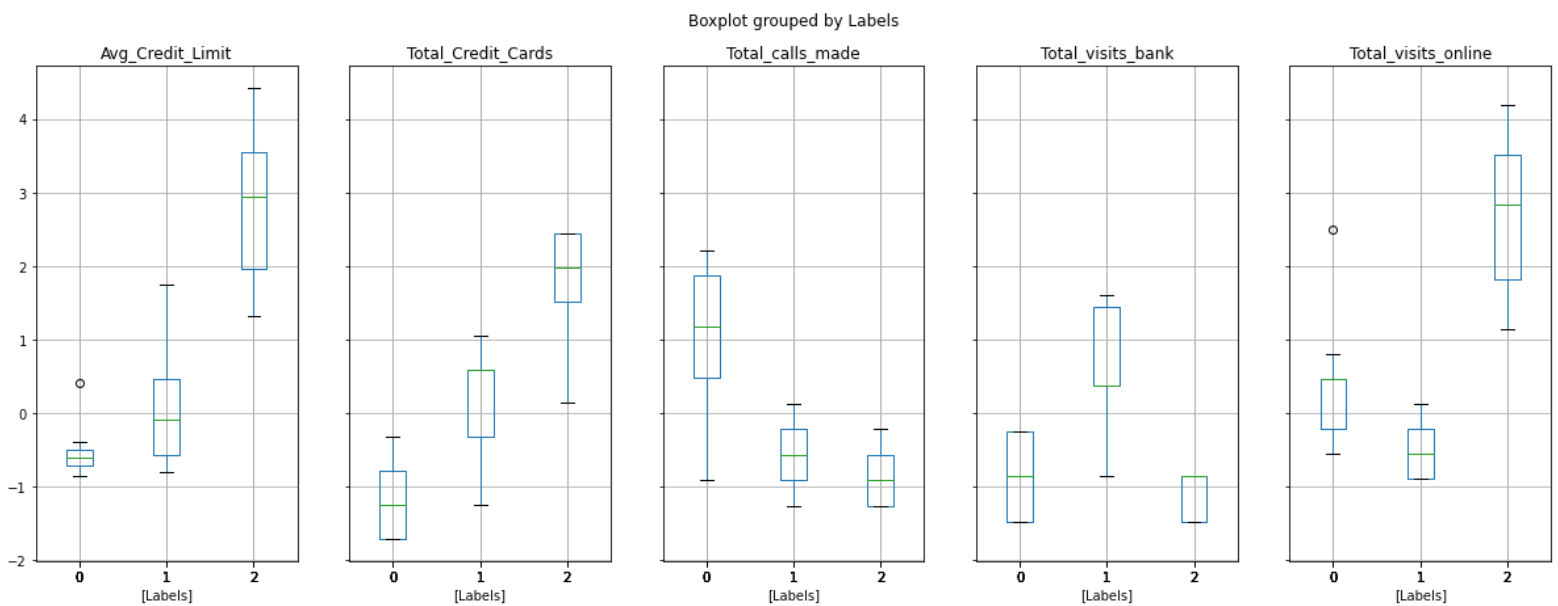 Boxplot grouped by Labels
Avg_Credit_Limit Total_Credit_Cards Total_calls_made Total_visits_bank Total_visits_online
4
3
2
1
0
−1
−2
0 1 2 0 1 2 0 1 2 0 1 2 0 1 2
[Labels] [Labels] [Labels] [Labels] [Labels]